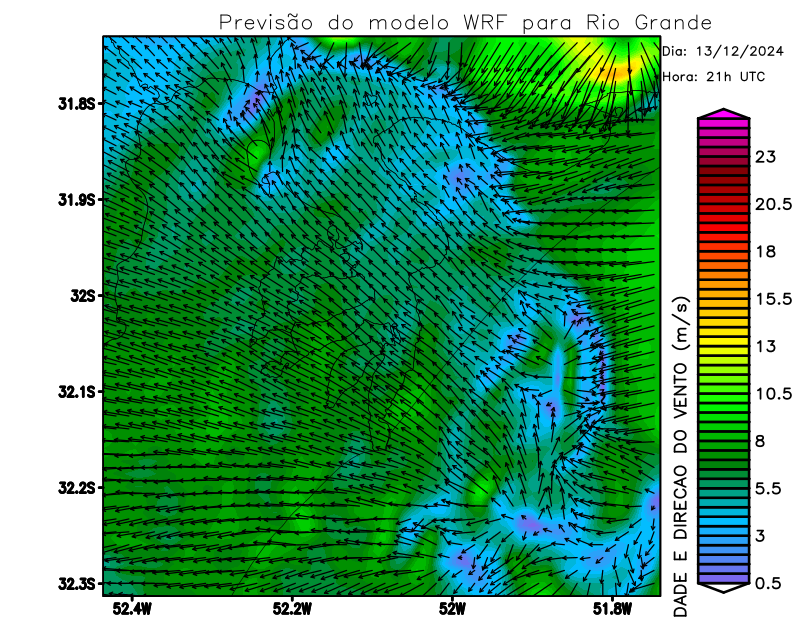 Previsão do modelo WRF para Rio Grande
Dia: 13/12/2024
Hora: 21h UTC
31.8S
31.9S
32S
32.1S
32.2S
32.3S
52.4W
52.2W
52W
51.8W
DADE E DIRECAO DO VENTO (m/s)
23
20.5
18
15.5
13
10.5
8
5.5
3
0.5